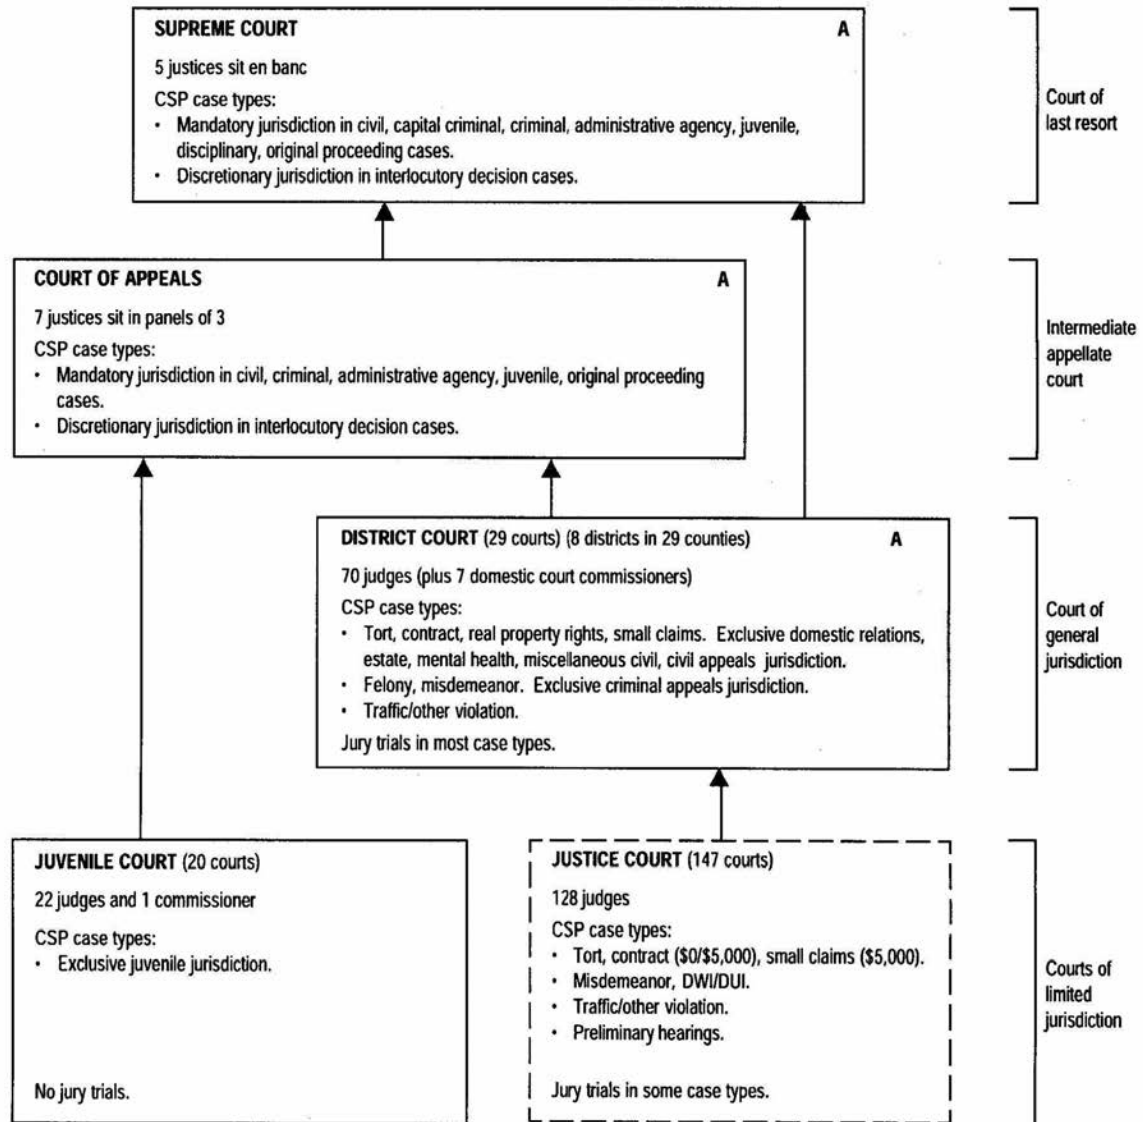 SUPREME COURT A
5 justices sit en banc
CSP case types:
• Mandatory jurisdiction in civil, capital criminal, criminal, administrative agency, juvenile,
disciplinary, original proceeding cases.
• Discretionary jurisdiction in interlocutory decision cases.
Court of
last resort
COURT OF APPEALS A
7 justices sit in panels of 3
CSP case types:
• Mandatory jurisdiction in civil, criminal, administrative agency, juvenile, original proceeding
cases.
• Discretionary jurisdiction in interlocutory decision cases.
Intermediate
appellate
court
DISTRICT COURT (29 courts) (8 districts in 29 counties) A
70 judges (plus 7 domestic court commissioners)
CSP case types:
• Tort, contract, real property rights, small claims. Exclusive domestic relations,
estate, mental health, miscellaneous civil, civil appeals jurisdiction.
• Felony, misdemeanor. Exclusive criminal appeals jurisdiction.
• Traffic/other violation.
Jury trials in most case types.
Court of
general
jurisdiction
JUVENILE COURT (20 courts)
22 judges and 1 commissioner
CSP case types:
• Exclusive juvenile jurisdiction.
No jury trials.
JUSTICE COURT (147 courts)
128 judges
CSP case types:
• Tort, contract ($0/$5,000), small claims ($5,000).
• Misdemeanor, DWI/DUI.
• Traffic/other violation.
• Preliminary hearings.
Jury trials in some case types.
Courts of
limited
jurisdiction